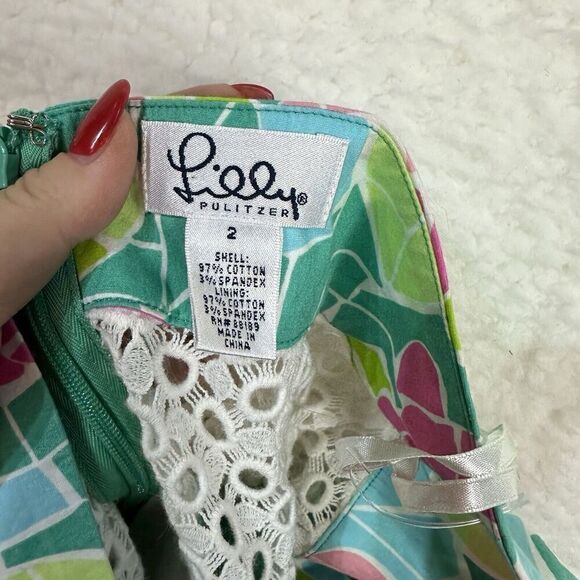 Lilly®
PULITZER
2
SHELL:
97% COTTON
3% SPANDEX
LINING:
97% COTTON
3% SPANDEX
RN#88189
MADE IN
CHINA